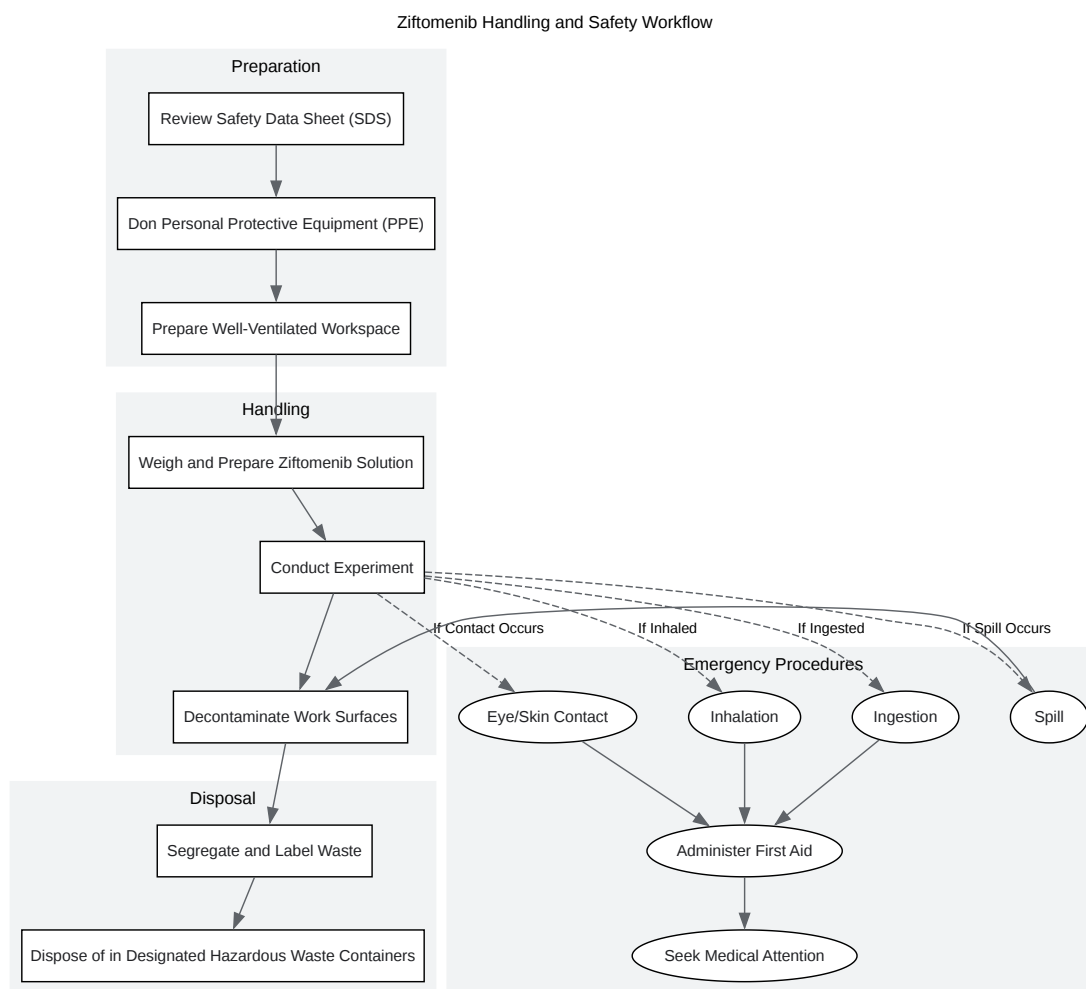 Ziftomenib Handling and Safety Workflow
Preparation
Review Safety Data Sheet (SDS)
Don Personal Protective Equipment (PPE)
Prepare Well-Ventilated Workspace
Handling
Weigh and Prepare Ziftomenib Solution
Conduct Experiment
If Contact Occurs
If Inhaled
If Ingested
If Spill Occurs
Emergency Procedures
Decontaminate Work Surfaces
Eye/Skin Contact
Inhalation
Ingestion
Spill
Disposal
Segregate and Label Waste
Administer First Aid
Dispose of in Designated Hazardous Waste Containers
Seek Medical Attention